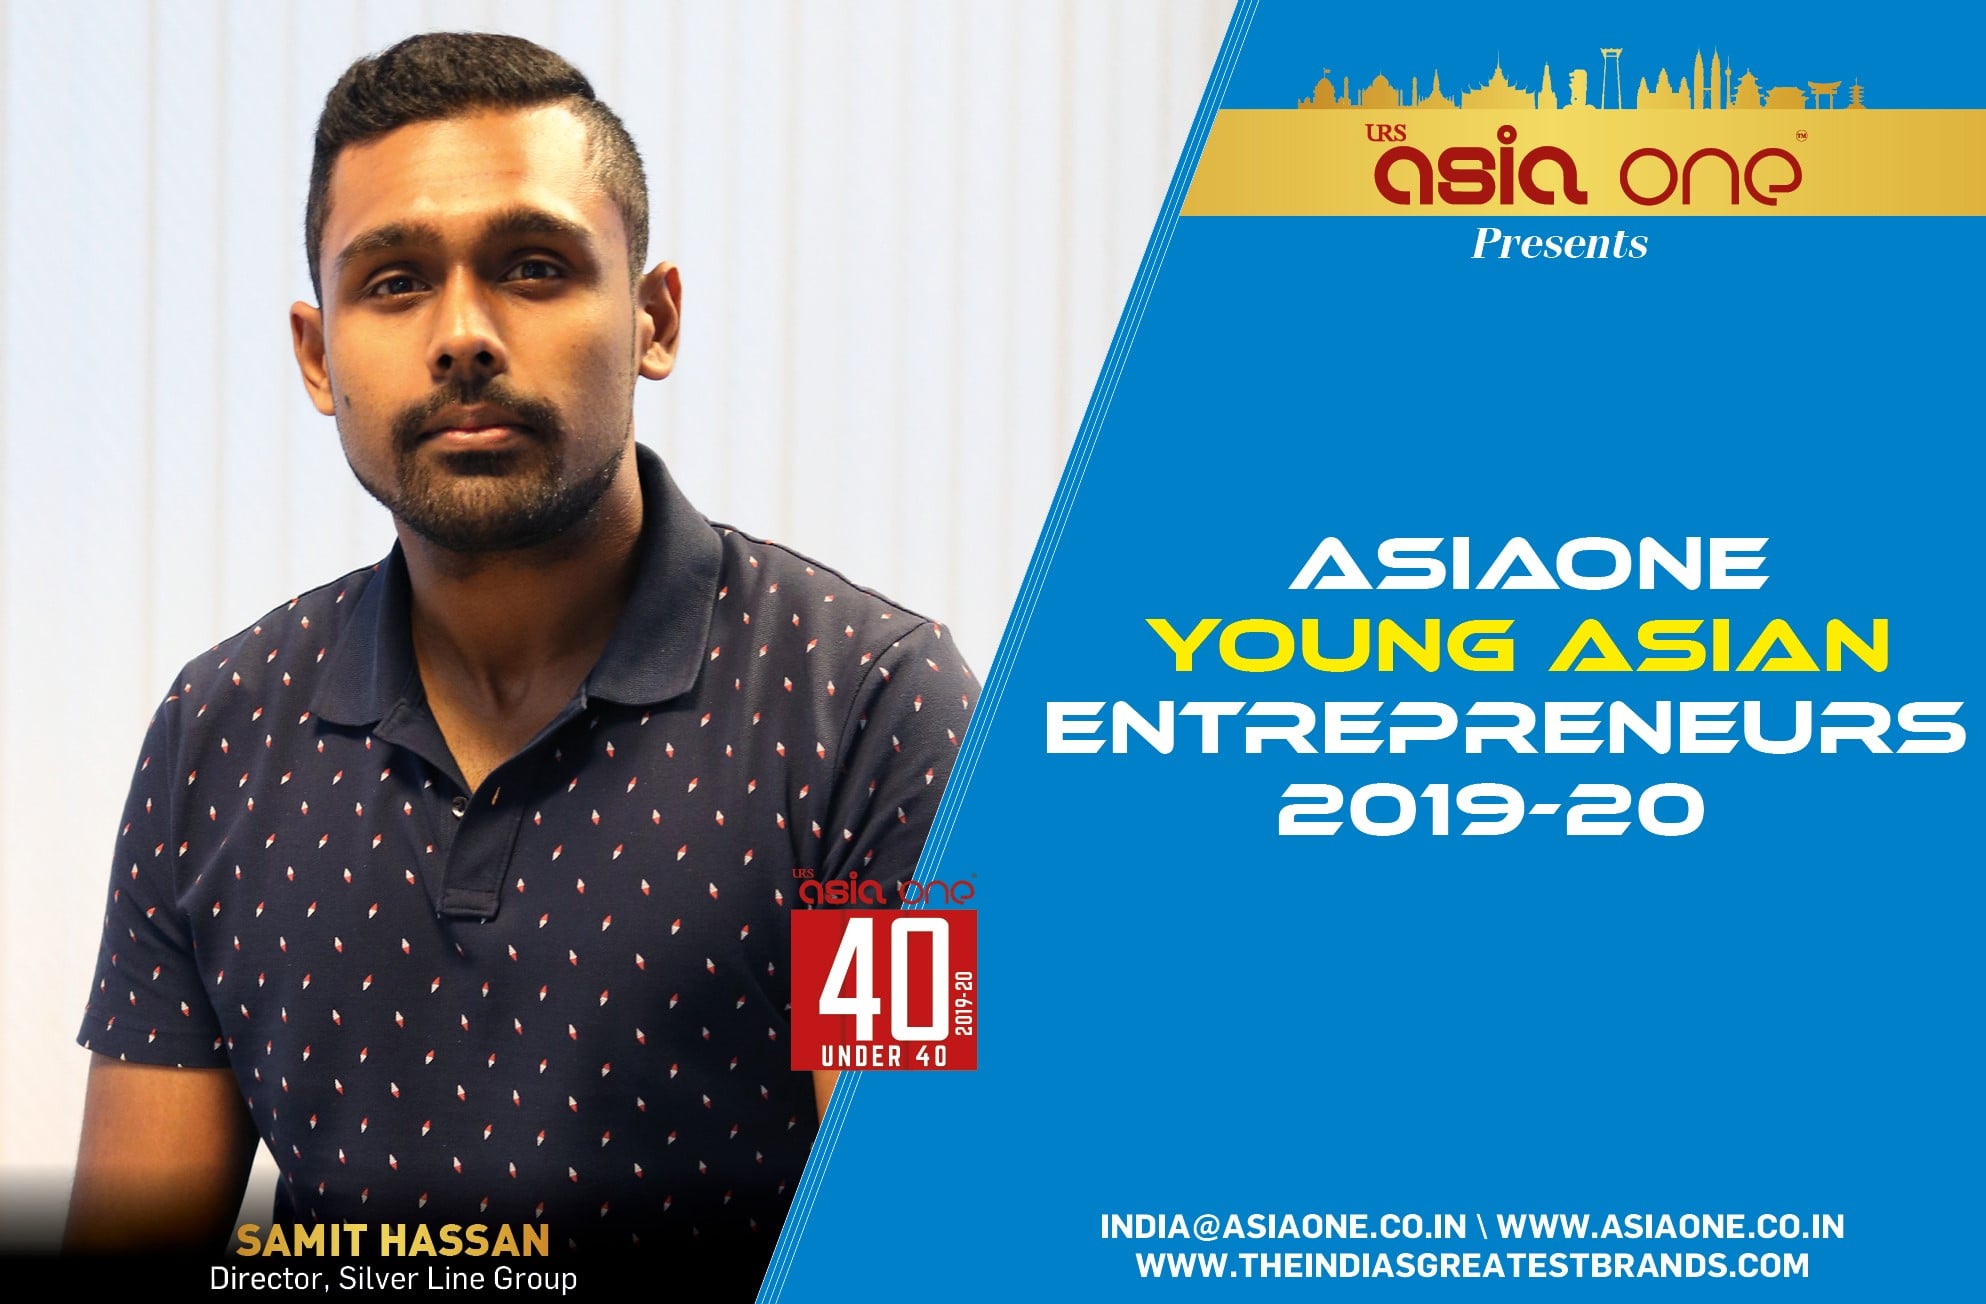 URS
asia one™
Presents
ASIAONE
YOUNG ASIAN
ENTREPRENEURS
2019-20
URS
asia one
40
2019-20
UNDER 40
SAMIT HASSAN
Director, Silver Line Group
INDIA@ASIAONE.CO.IN \ WWW.ASIAONE.CO.IN
WWW.THEINDIASGREATESTBRANDS.COM